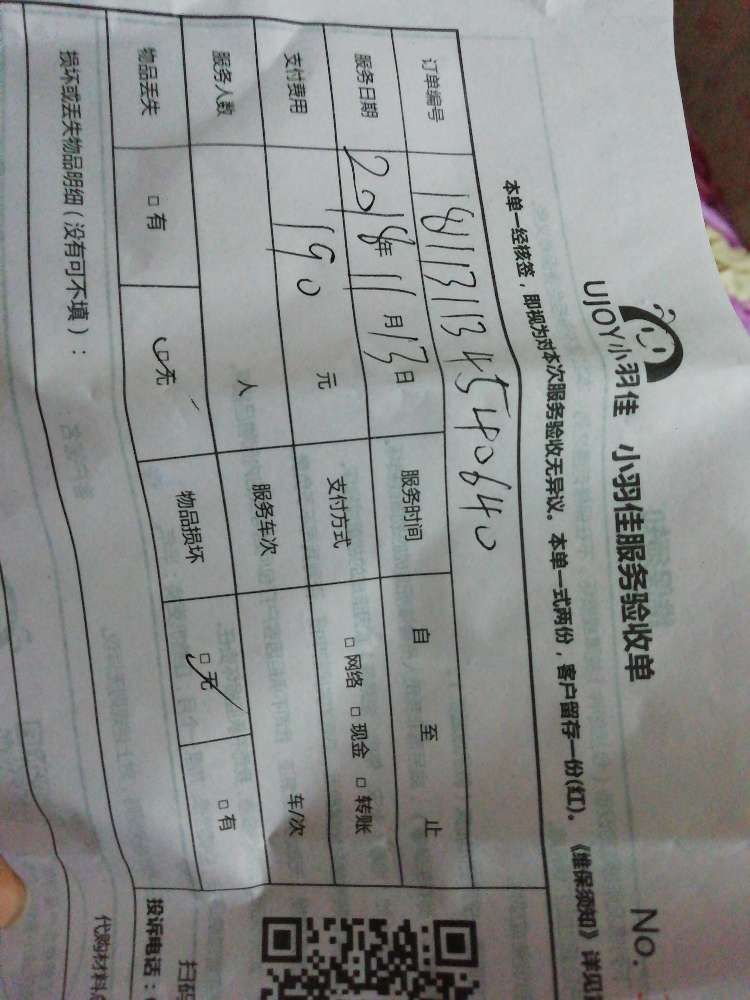 UJOY小羽佳 小羽佳服务验收单
No.
本单一经核签，即视为对本次服务验收无异议。本单一式两份，客户留存一份(红)。《维保须知》详见
订单编号 181131134540640
服务日期 2018年11月13日 服务时间 自 至 止
支付费用 190 元 支付方式 □网络 □现金 □转账
服务人数 人 服务车次 车/次
物品丢失 □有 □无 物品损坏 □无 □有
损坏或丢失物品明细（没有可不填）：
扫码
投诉电话：
代购材料